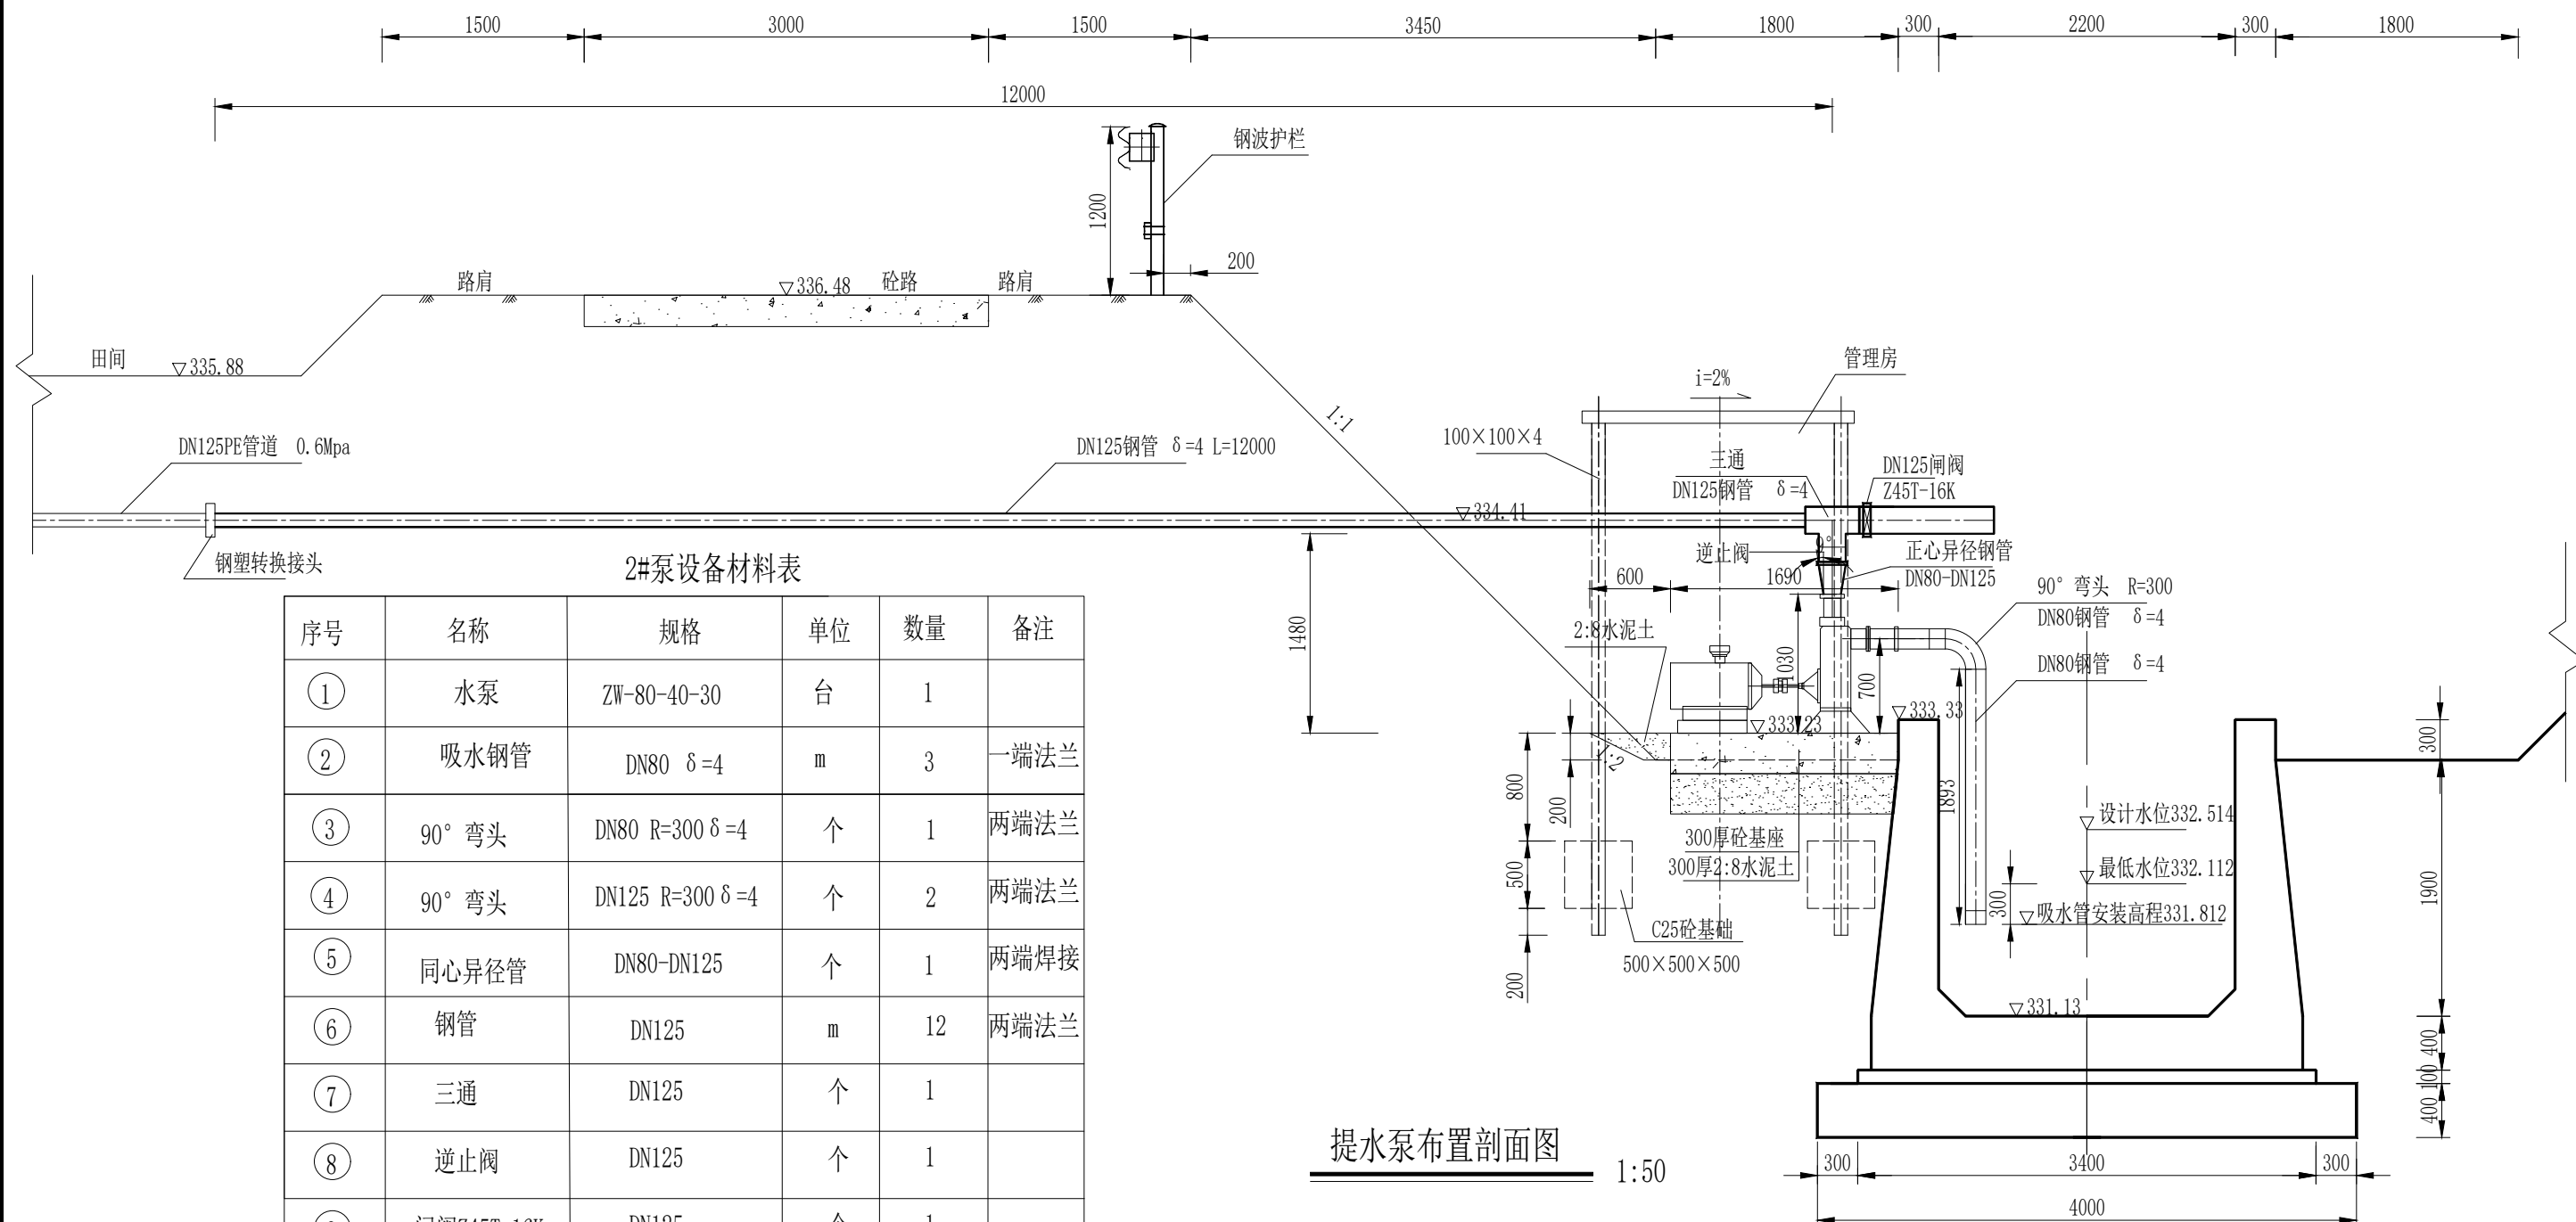 1500 3000 1500 3450 1800 300 2200 300 1800
12000
钢波护栏
1200
200
路肩 ▽336.48 砼路 路肩
田间 ▽335.88
管理房
i=2%
1:1
DN125PE管道 0.6Mpa
DN125钢管 δ=4 L=12000
100×100×4
三通
DN125钢管 δ=4
DN125闸阀
Z45T-16K
▽334.41
钢塑转换接头
逆止阀
正心异径钢管
DN80-DN125
600 1690
90° 弯头 R=300
DN80钢管 δ=4
DN80钢管 δ=4
1480
2:8水泥土
1030
700
▽333.23
▽333.33
1:2
300
800
200
1893
500
300厚砼基座
300厚2:8水泥土
设计水位332.514
最低水位332.112
300
▽吸水管安装高程331.812
1900
C25砼基础
500×500×500
200
▽331.13
400
100
400
300 3400 300
4000
提水泵布置剖面图 1:50
2#泵设备材料表
序号 名称 规格 单位 数量 备注
1 水泵 ZW-80-40-30 台 1
2 吸水钢管 DN80 δ=4 m 3 一端法兰
3 90° 弯头 DN80 R=300 δ=4 个 1 两端法兰
4 90° 弯头 DN125 R=300 δ=4 个 2 两端法兰
5 同心异径管 DN80-DN125 个 1 两端焊接
6 钢管 DN125 m 12 两端法兰
7 三通 DN125 个 1
8 逆止阀 DN125 个 1